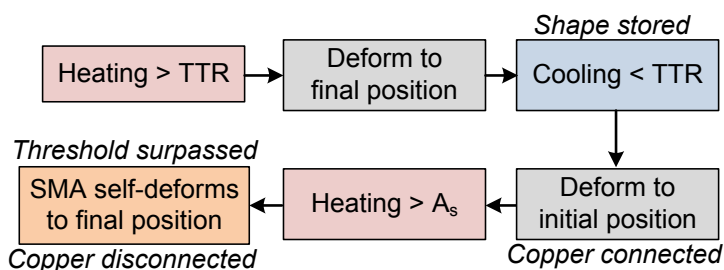 Shape stored
Heating > TTR
Deform to
final position
Cooling < TTR
Threshold surpassed
SMA self-deforms
to final position
Heating > As
Deform to
initial position
Copper disconnected
Copper connected